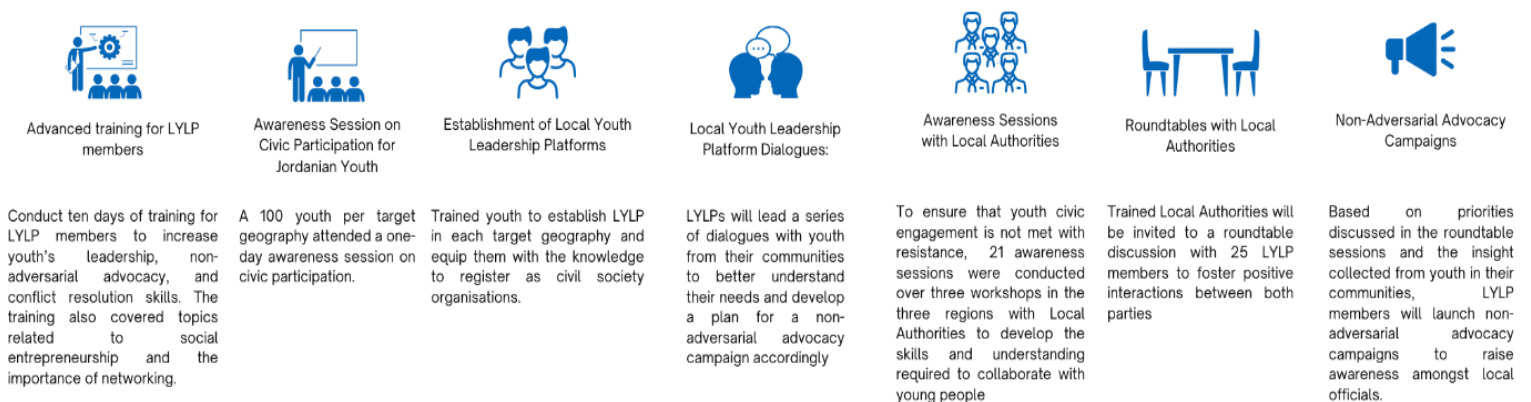 Advanced training for LYLP
members
Conduct ten days of training for
LYLP members to increase
youth's leadership, non-
adversarial advocacy, and
conflict resolution skills. The
training also covered topics
related to social
entrepreneurship and the
importance of networking.
Awareness Session on
Civic Participation for
Jordanian Youth
A 100 youth per target
geography attended a one-
day awareness session on
civic participation.
Establishment of Local Youth
Leadership Platforms
Trained youth to establish LYLP
in each target geography and
equip them with the knowledge
to register as civil society
organisations.
Local Youth Leadership
Platform Dialogues:
LYLPs will lead a series
of dialogues with youth
from their communities
to better understand
their needs and develop
a plan for a non-
adversarial advocacy
campaign accordingly
Awareness Sessions
with Local Authorities
To ensure that youth civic
engagement is not met with
resistance, 21 awareness
sessions were conducted
over three workshops in the
three regions with Local
Authorities to develop the
skills and understanding
required to collaborate with
young people
Roundtables with Local
Authorities
Trained Local Authorities will
be invited to a roundtable
discussion with 25 LYLP
members to foster positive
interactions between both
parties
Non-Adversarial Advocacy
Campaigns
Based on priorities
discussed in the roundtable
sessions and the insight
collected from youth in their
communities, LYLP
members will launch non-
adversarial advocacy
campaigns to raise
awareness amongst local
officials.